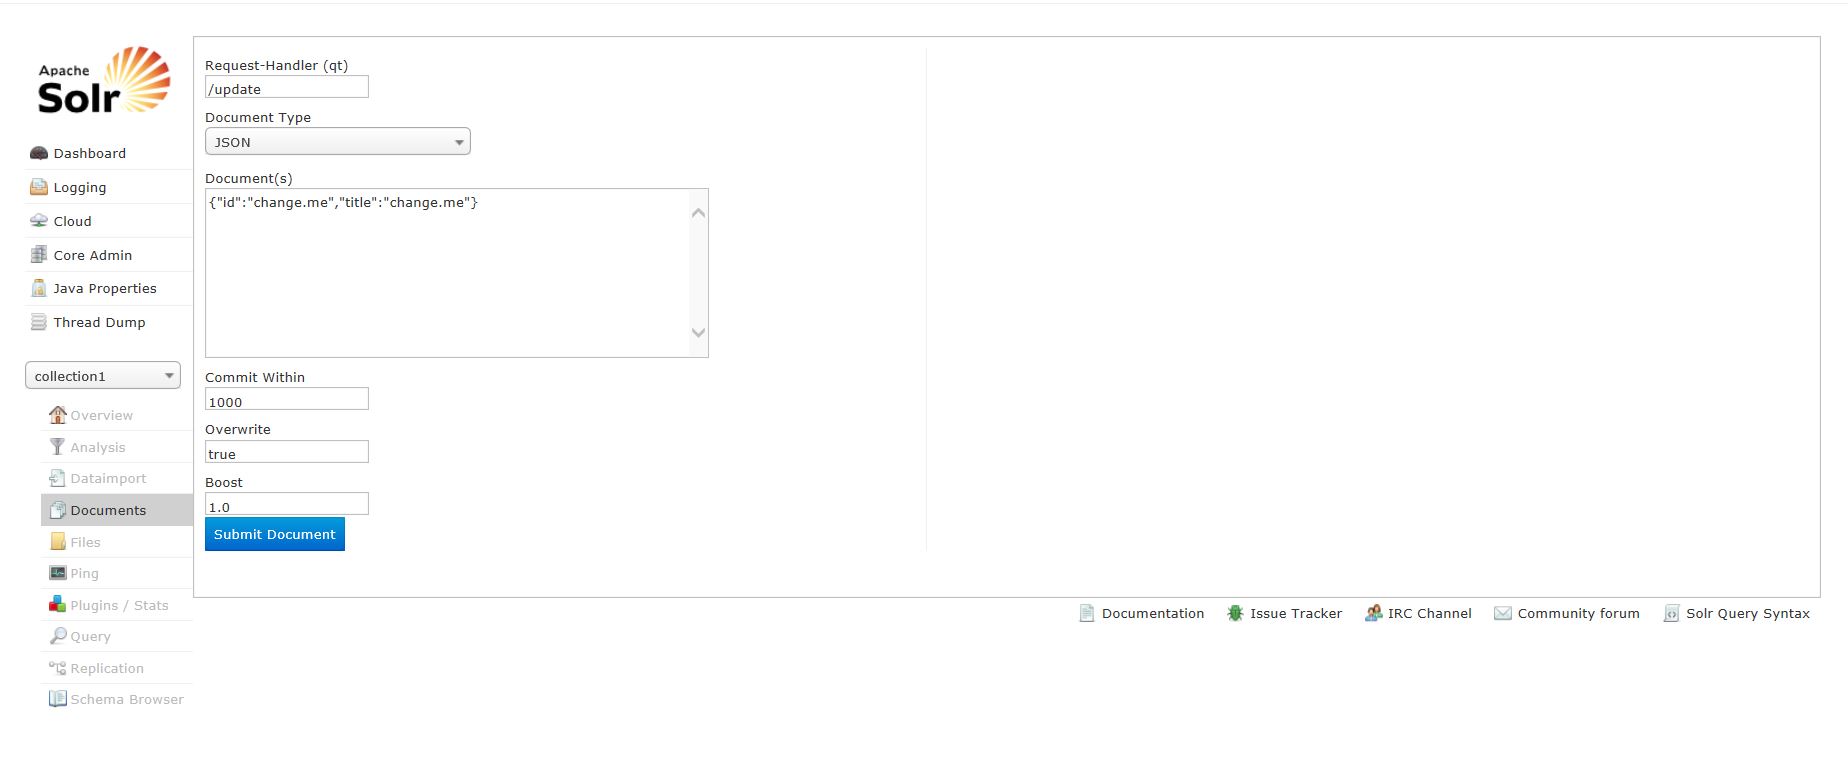 Apache
Solr
Dashboard
Logging
Cloud
Core Admin
Java Properties
Thread Dump
collection1
Overview
Analysis
Dataimport
Documents
Files
Ping
Plugins / Stats
Query
Replication
Schema Browser
Request-Handler (qt)
/update
Document Type
JSON
Document(s)
{"id":"change.me","title":"change.me"}
Commit Within
1000
Overwrite
true
Boost
1.0
Submit Document
Documentation Issue Tracker IRC Channel Community forum Solr Query Syntax